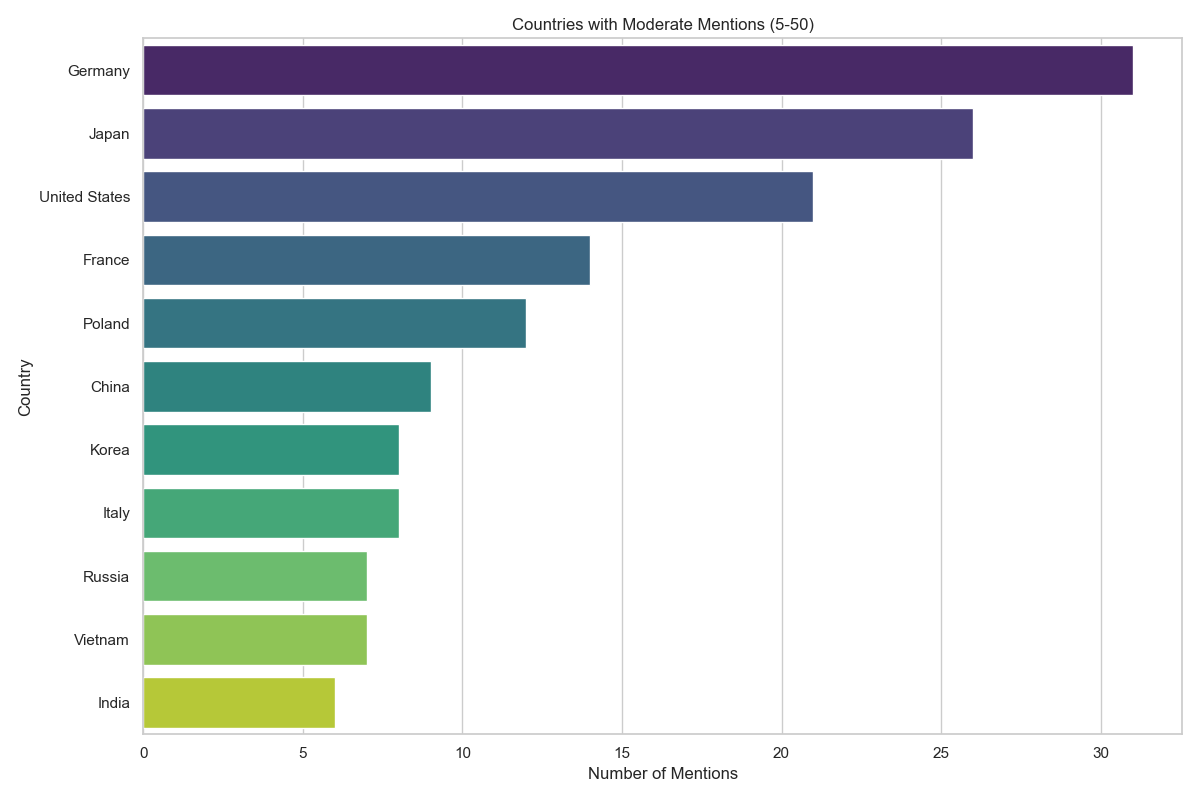 Countries with Moderate Mentions (5-50)
Country
Germany
Japan
United States
France
Poland
China
Korea
Italy
Russia
Vietnam
India
0 5 10 15 20 25 30
Number of Mentions